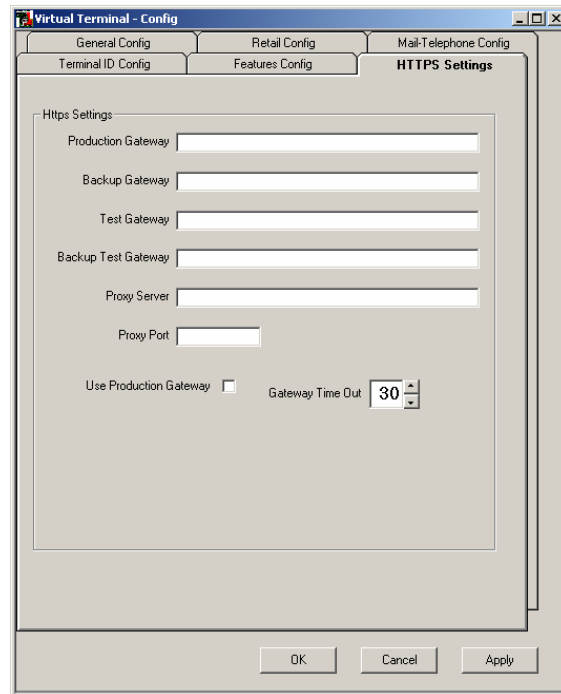 Virtual Terminal - Config
General Config
Retail Config
Mail-Telephone Config
Terminal ID Config
Features Config
HTTPS Settings
Https Settings
Production Gateway
Backup Gateway
Test Gateway
Backup Test Gateway
Proxy Server
Proxy Port
Use Production Gateway
Gateway Time Out 30
OK
Cancel
Apply